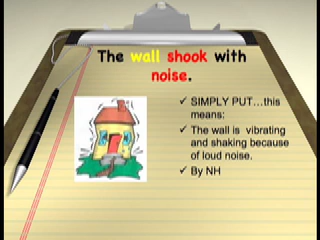 The wall shook with
noise.
SIMPLY PUT...this
means:
The wall is vibrating
and shaking because
of loud noise.
By NH